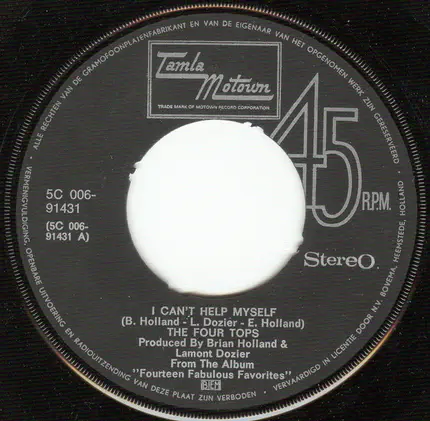 ALLE RECHTEN VAN DE GRAMOFOONPLATENFABRIKANT EN VAN DE EIGENAAR VAN HET OPGENOMEN WERK ZIJN GERESERVEERD •
Tamla
Motown
TRADE MARK OF MOTOWN RECORD CORPORATION
45
R.P.M.
5C 006-
91431
(5C 006-
91431 A)
StereO
I CAN'T HELP MYSELF
(B. Holland - L. Dozier - E. Holland)
THE FOUR TOPS
Produced By Brian Holland &
Lamont Dozier
From The Album
"Fourteen Fabulous Favorites"
BIEM
VERMENIGVULDIGING, OPENBARE UITVOERING EN RADIOUITZENDING VAN DEZE PLAAT ZIJN VERBODEN •
VERVAARDIGD IN LICENTIE DOOR N.V. BOVEMA, HEEMSTEDE, HOLLAND